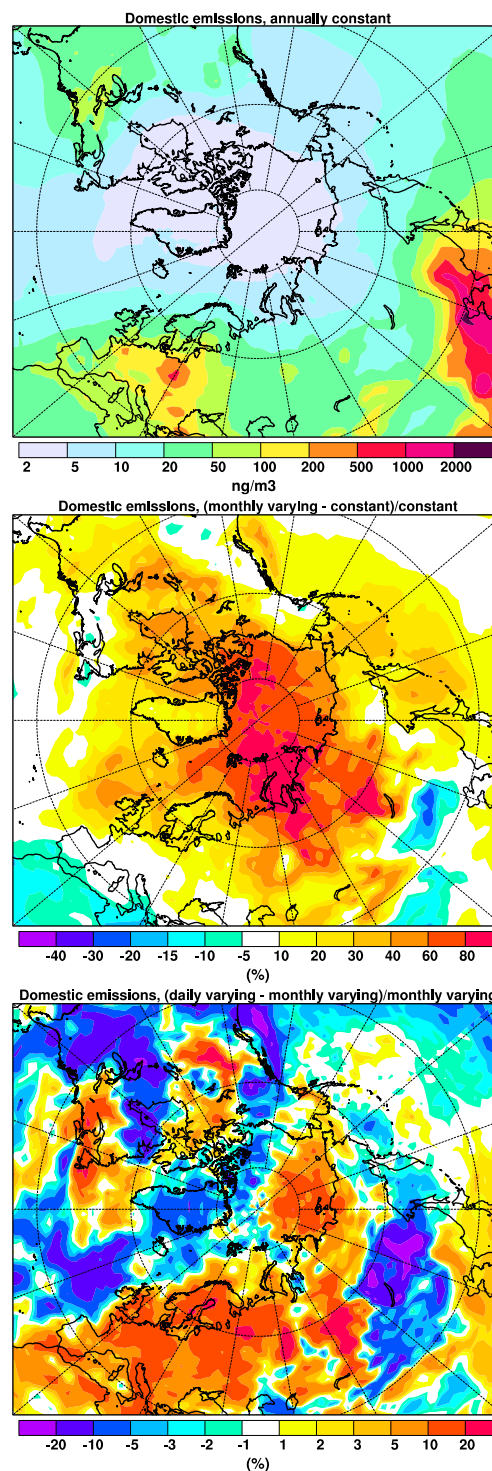 Domestic emissions, annually constant
2 5 10 20 50 100 200 500 1000 2000
ng/m3
Domestic emissions, (monthly varying - constant)/constant
-40 -30 -20 -15 -10 -5 10 20 30 40 60 80
(%)
Domestic emissions, (daily varying - monthly varying)/monthly varying
-20 -10 -5 -3 -2 -1 1 2 3 5 10 20
(%)